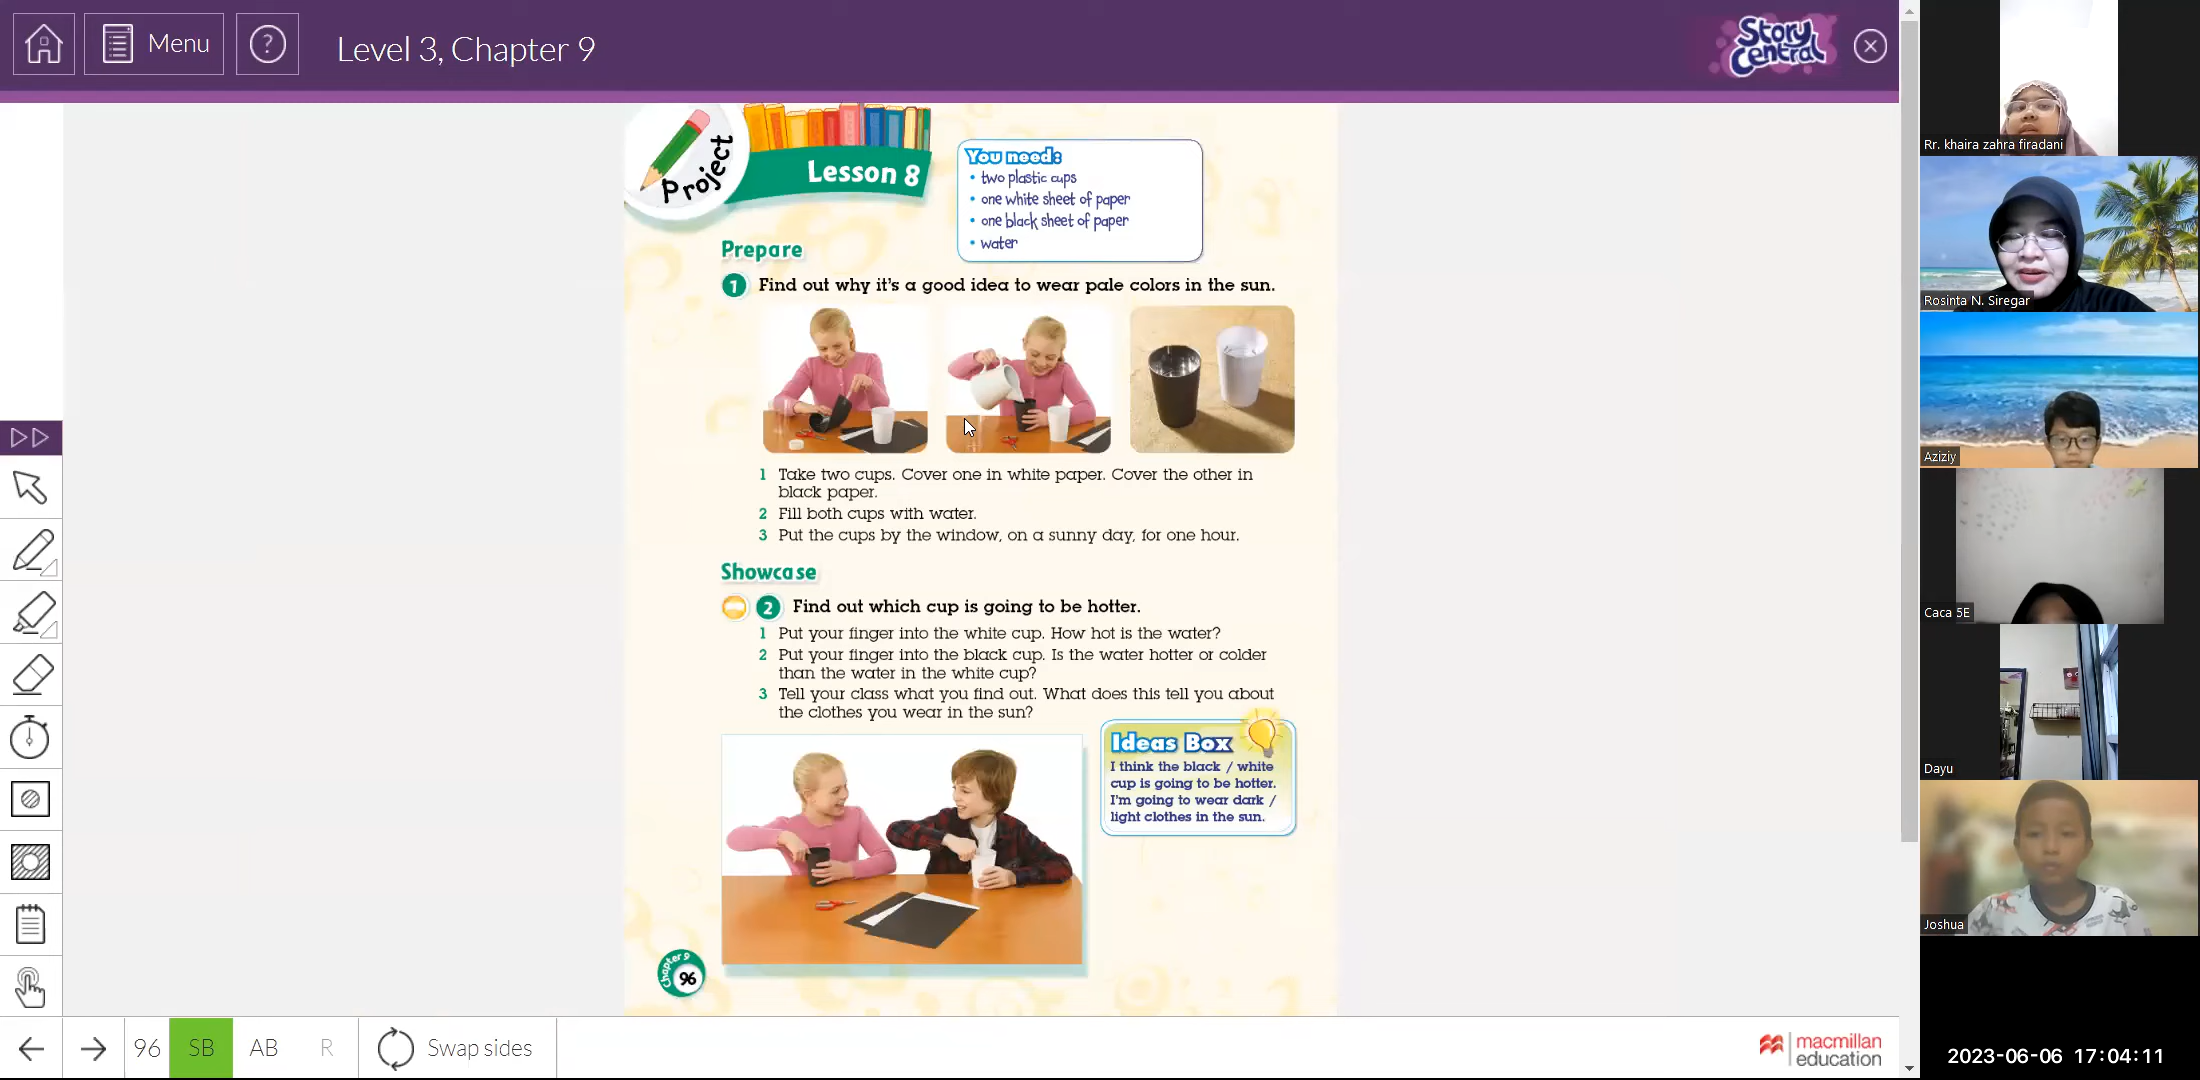 Menu
?
Level 3, Chapter 9
Story Central
Project
Lesson 8
You need:
• two plastic cups
• one white sheet of paper
• one black sheet of paper
• water
Prepare
1 Find out why it's a good idea to wear pale colors in the sun.
1 Take two cups. Cover one in white paper. Cover the other in
black paper.
2 Fill both cups with water.
3 Put the cups by the window, on a sunny day, for one hour.
Showcase
2 Find out which cup is going to be hotter.
1 Put your finger into the white cup. How hot is the water?
2 Put your finger into the black cup. Is the water hotter or colder
than the water in the white cup?
3 Tell your class what you find out. What does this tell you about
the clothes you wear in the sun?
Ideas Box
I think the black / white
cup is going to be hotter.
I'm going to wear dark /
light clothes in the sun.
Chapter 9
96
96
SB
AB
R
Swap sides
macmillan
education
Rr. khaira zahra firadani
Rosinta N. Siregar
Aziziy
Caca 5E
Dayu
Joshua
2023-06-06 17:04:11